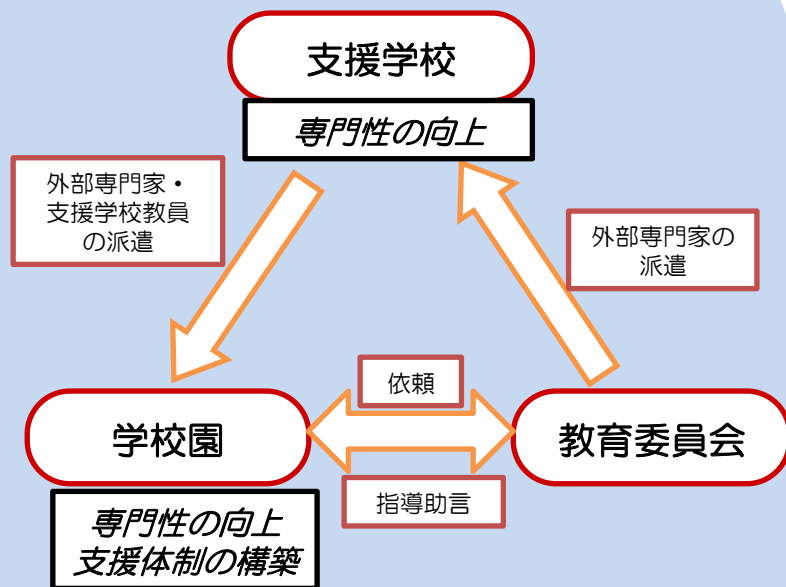 支援学校
専門性の向上
外部専門家・
支援学校教員
の派遣
外部専門家の
派遣
依頼
学校園
教育委員会
指導助言
専門性の向上
支援体制の構築